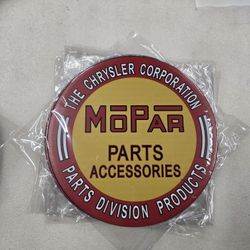 THE CHRYSLER CORPORATION
MOPAR
PARTS
ACCESSORIES
PARTS DIVISION PRODUCTS